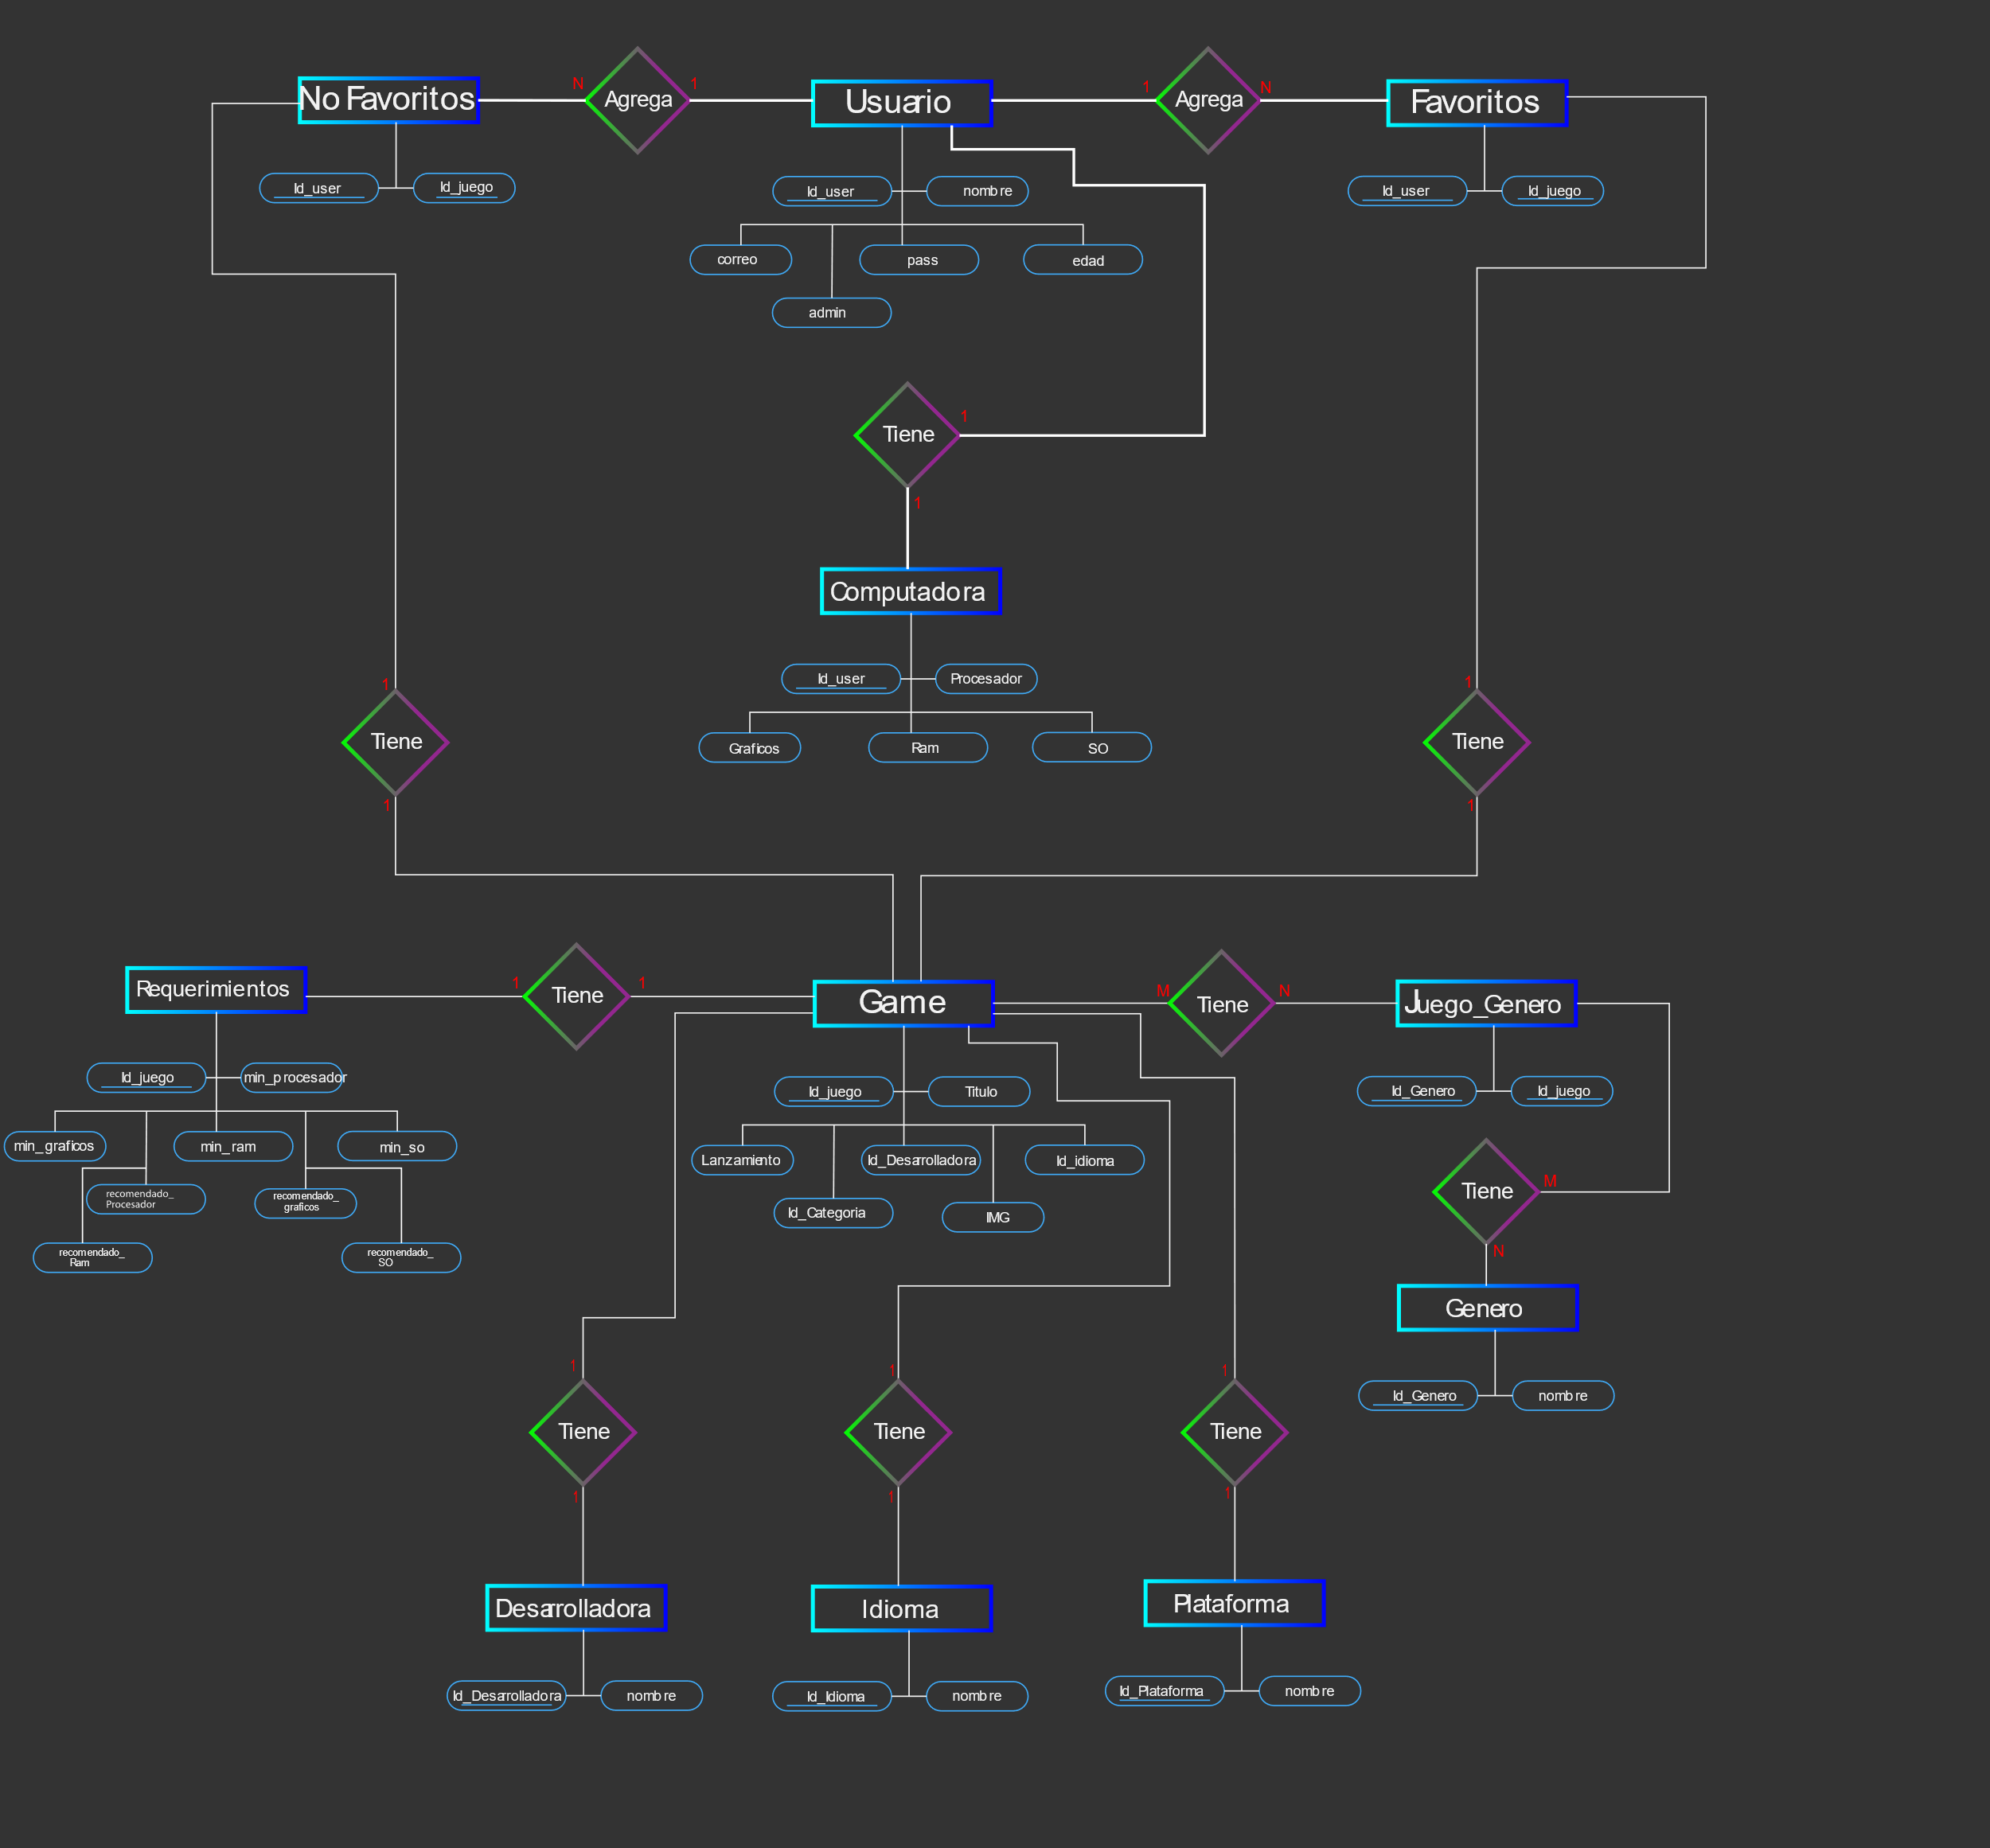 No Favoritos
N
Agrega
1
Usuario
1
Agrega
N
Favoritos
Id_user
Id_juego
Id_user
nombre
Id_user
Id_juego
correo
pass
edad
admin
Tiene
1
1
Computadora
Id_user
Procesador
Graficos
Ram
SO
1
Tiene
1
1
Tiene
1
Requerimientos
1
Tiene
1
Game
M
Tiene
N
Juego_Genero
Id_juego
min_procesador
Id_juego
Titulo
Id_Genero
Id_juego
min_graficos
min_ram
min_so
Lanzamiento
Id_Desarrolladora
Id_idioma
recomendado_
Procesador
recomendado_
graficos
Id_Categoria
IMG
Tiene
M
N
recomendado_
Ram
recomendado_
SO
Genero
Id_Genero
nombre
1
Tiene
1
1
Tiene
1
1
Tiene
1
Desarrolladora
Idioma
Plataforma
Id_Desarrolladora
nombre
Id_Idioma
nombre
Id_Plataforma
nombre